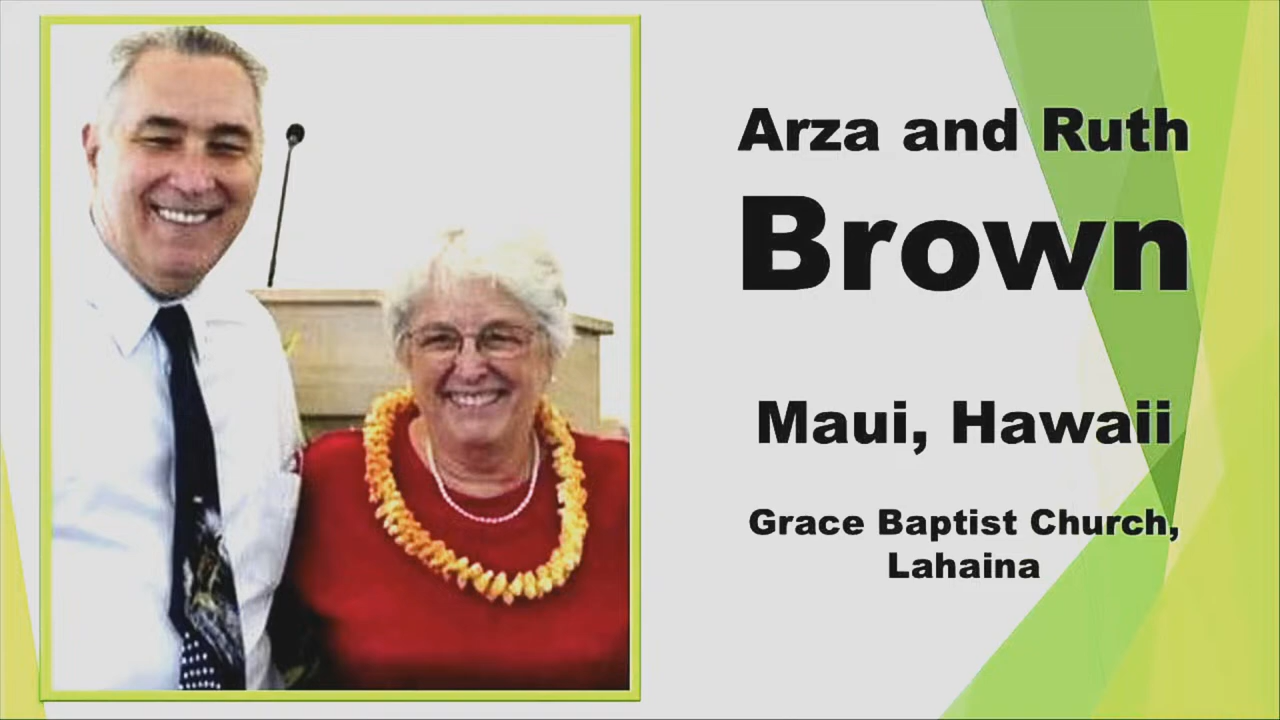 Arza and Ruth
Brown
Maui, Hawaii
Grace Baptist Church,
Lahaina